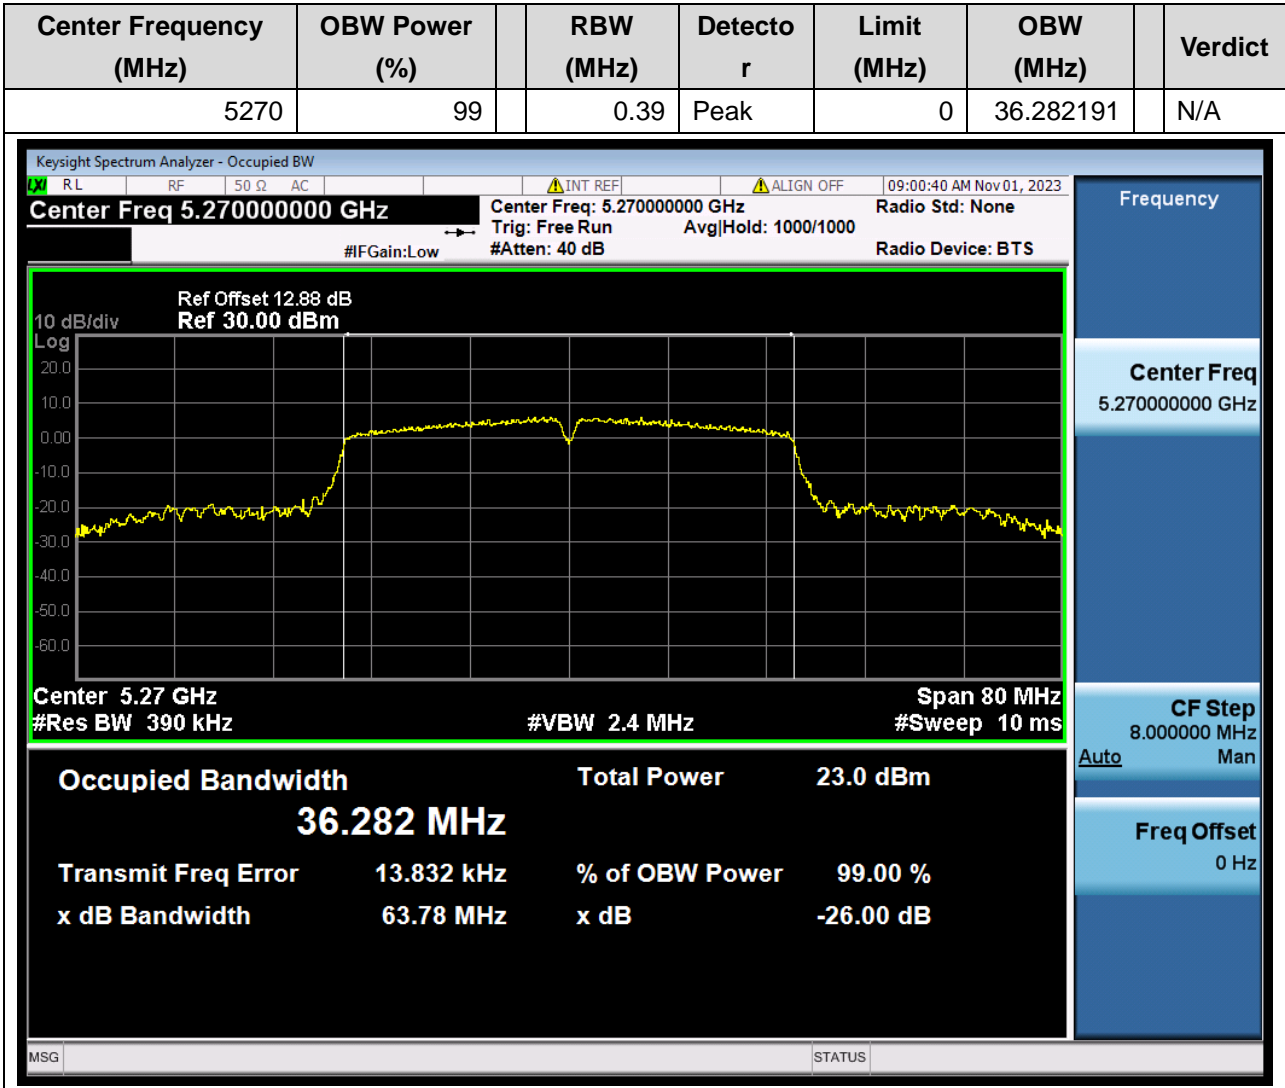 Center Frequency (MHz) OBW Power (%) RBW (MHz) Detector Limit (MHz) OBW (MHz) Verdict
5270 99 0.39 Peak 0 36.282191 N/A
Keysight Spectrum Analyzer - Occupied BW
LXI RL RF 50 Ω AC INT REF ALIGN OFF 09:00:40 AM Nov 01, 2023
Center Freq 5.270000000 GHz
Center Freq: 5.270000000 GHz Radio Std: None
Trig: Free Run Avg|Hold: 1000/1000
#IFGain:Low #Atten: 40 dB Radio Device: BTS
Ref Offset 12.88 dB
10 dB/div Ref 30.00 dBm
Log
20.0
10.0
0.00
-10.0
-20.0
-30.0
-40.0
-50.0
-60.0
Center 5.27 GHz Span 80 MHz
#Res BW 390 kHz #VBW 2.4 MHz #Sweep 10 ms
Occupied Bandwidth Total Power 23.0 dBm
36.282 MHz
Transmit Freq Error 13.832 kHz % of OBW Power 99.00 %
x dB Bandwidth 63.78 MHz x dB -26.00 dB
MSG STATUS
Frequency
Center Freq
5.270000000 GHz
CF Step
8.000000 MHz
Auto Man
Freq Offset
0 Hz